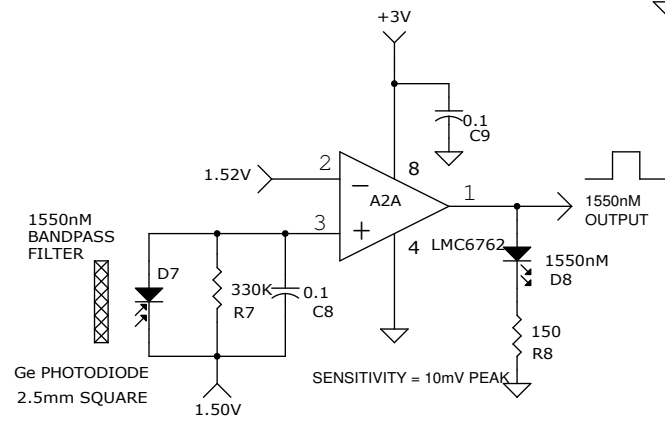 +3V
0.1
C9
1.52V
2
8
A2A
1
3
4
LMC6762
1550nM
OUTPUT
1550nM
BANDPASS
FILTER
D7
330K
R7
0.1
C8
1550nM
D8
150
R8
Ge PHOTODIODE
2.5mm SQUARE
1.50V
SENSITIVITY = 10mV PEAK